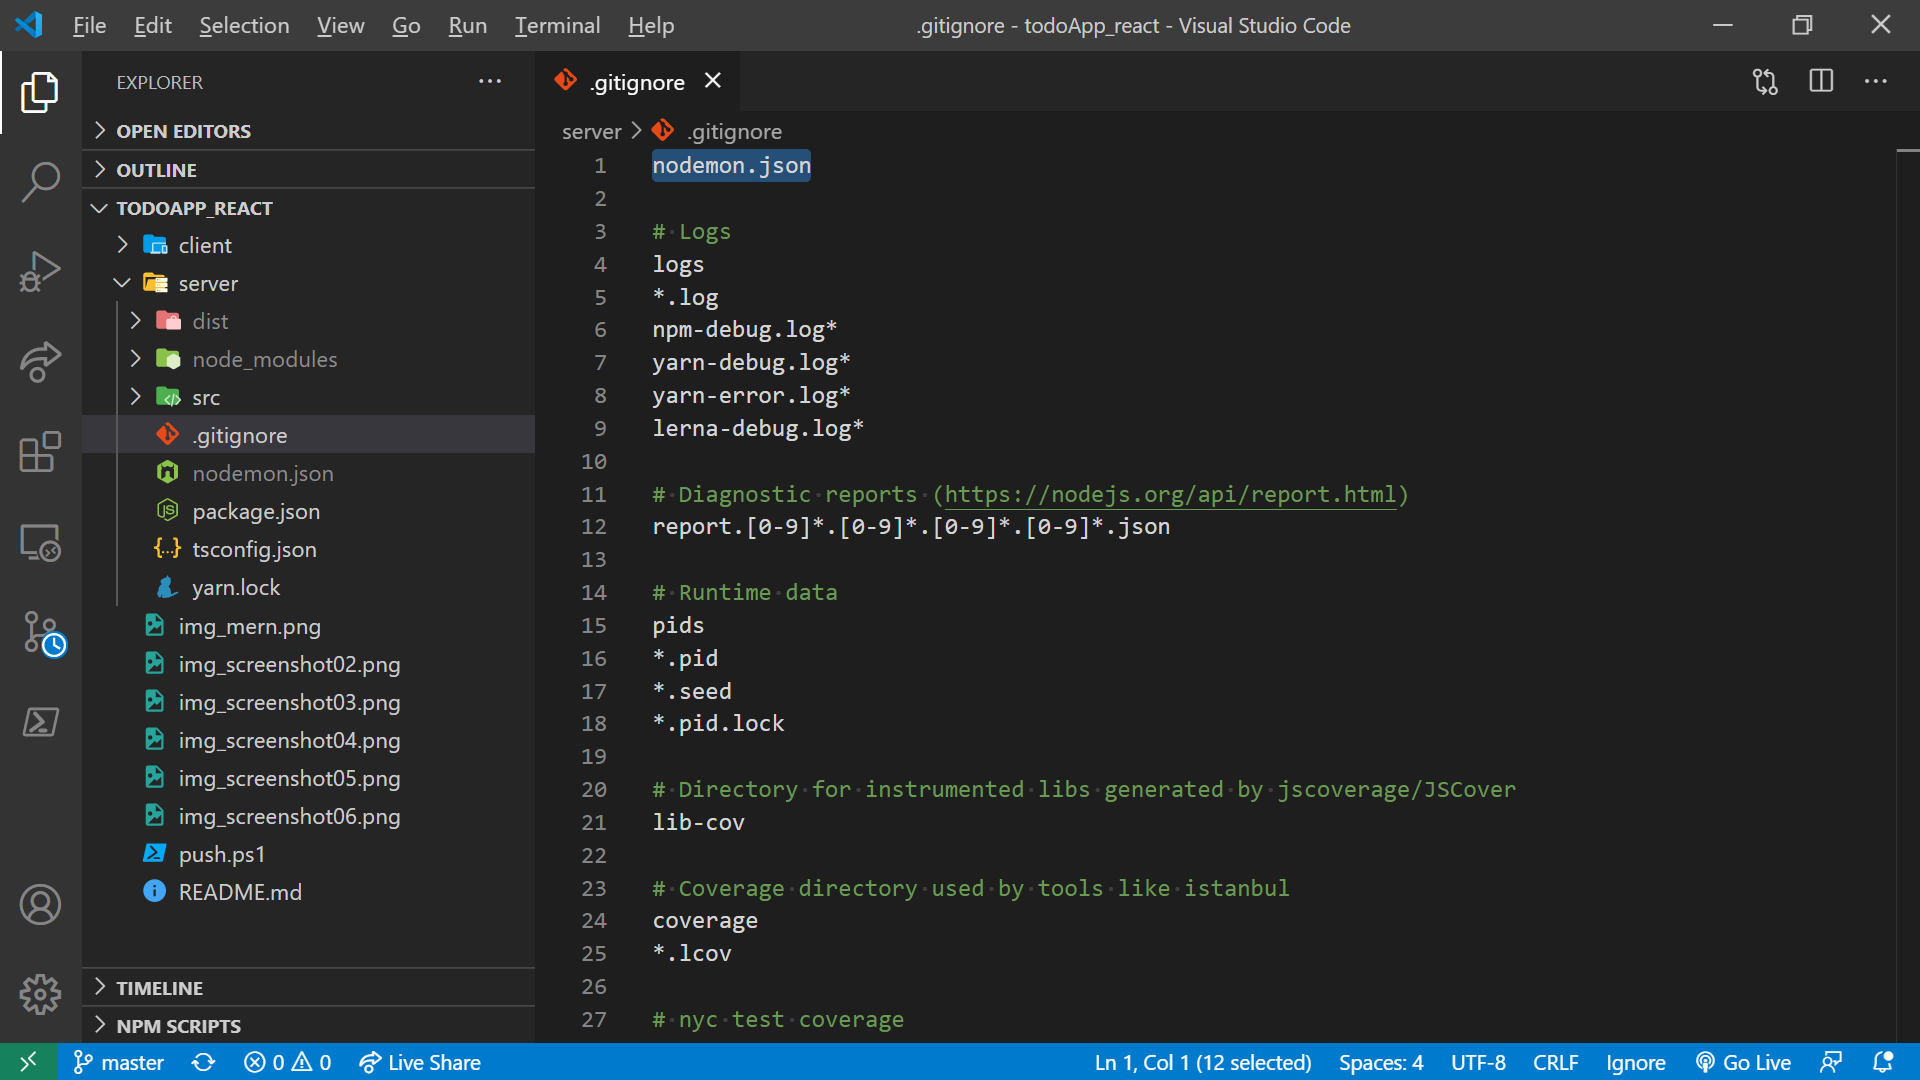 File Edit Selection View Go Run Terminal Help
.gitignore - todoApp_react - Visual Studio Code
EXPLORER
OPEN EDITORS
OUTLINE
TODOAPP_REACT
client
server
dist
node_modules
src
.gitignore
nodemon.json
package.json
tsconfig.json
yarn.lock
img_mern.png
img_screenshot02.png
img_screenshot03.png
img_screenshot04.png
img_screenshot05.png
img_screenshot06.png
push.ps1
README.md
TIMELINE
NPM SCRIPTS
.gitignore
server > .gitignore
1 nodemon.json
2
3 # Logs
4 logs
5 *.log
6 npm-debug.log*
7 yarn-debug.log*
8 yarn-error.log*
9 lerna-debug.log*
10
11 # Diagnostic reports (https://nodejs.org/api/report.html)
12 report.[0-9]*.[0-9]*.[0-9]*.[0-9]*.json
13
14 # Runtime data
15 pids
16 *.pid
17 *.seed
18 *.pid.lock
19
20 # Directory for instrumented libs generated by jscoverage/JSCover
21 lib-cov
22
23 # Coverage directory used by tools like istanbul
24 coverage
25 *.lcov
26
27 # nyc test coverage
master 0 0 Live Share Ln 1, Col 1 (12 selected) Spaces: 4 UTF-8 CRLF Ignore Go Live